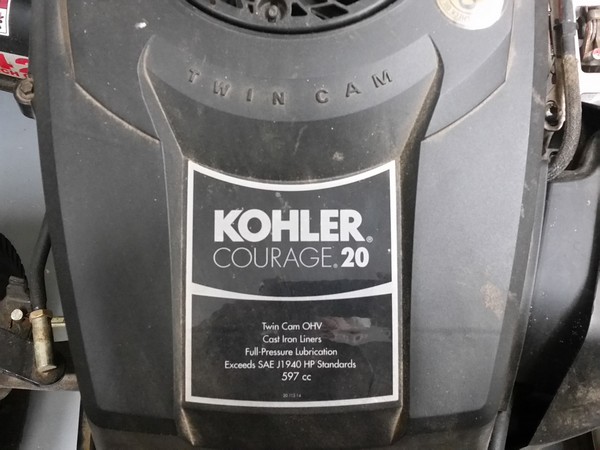 TWIN CAM
KOHLER®
COURAGE® 20
Twin Cam OHV
Cast Iron Liners
Full-Pressure Lubrication
Exceeds SAE J1940 HP Standards
597 cc